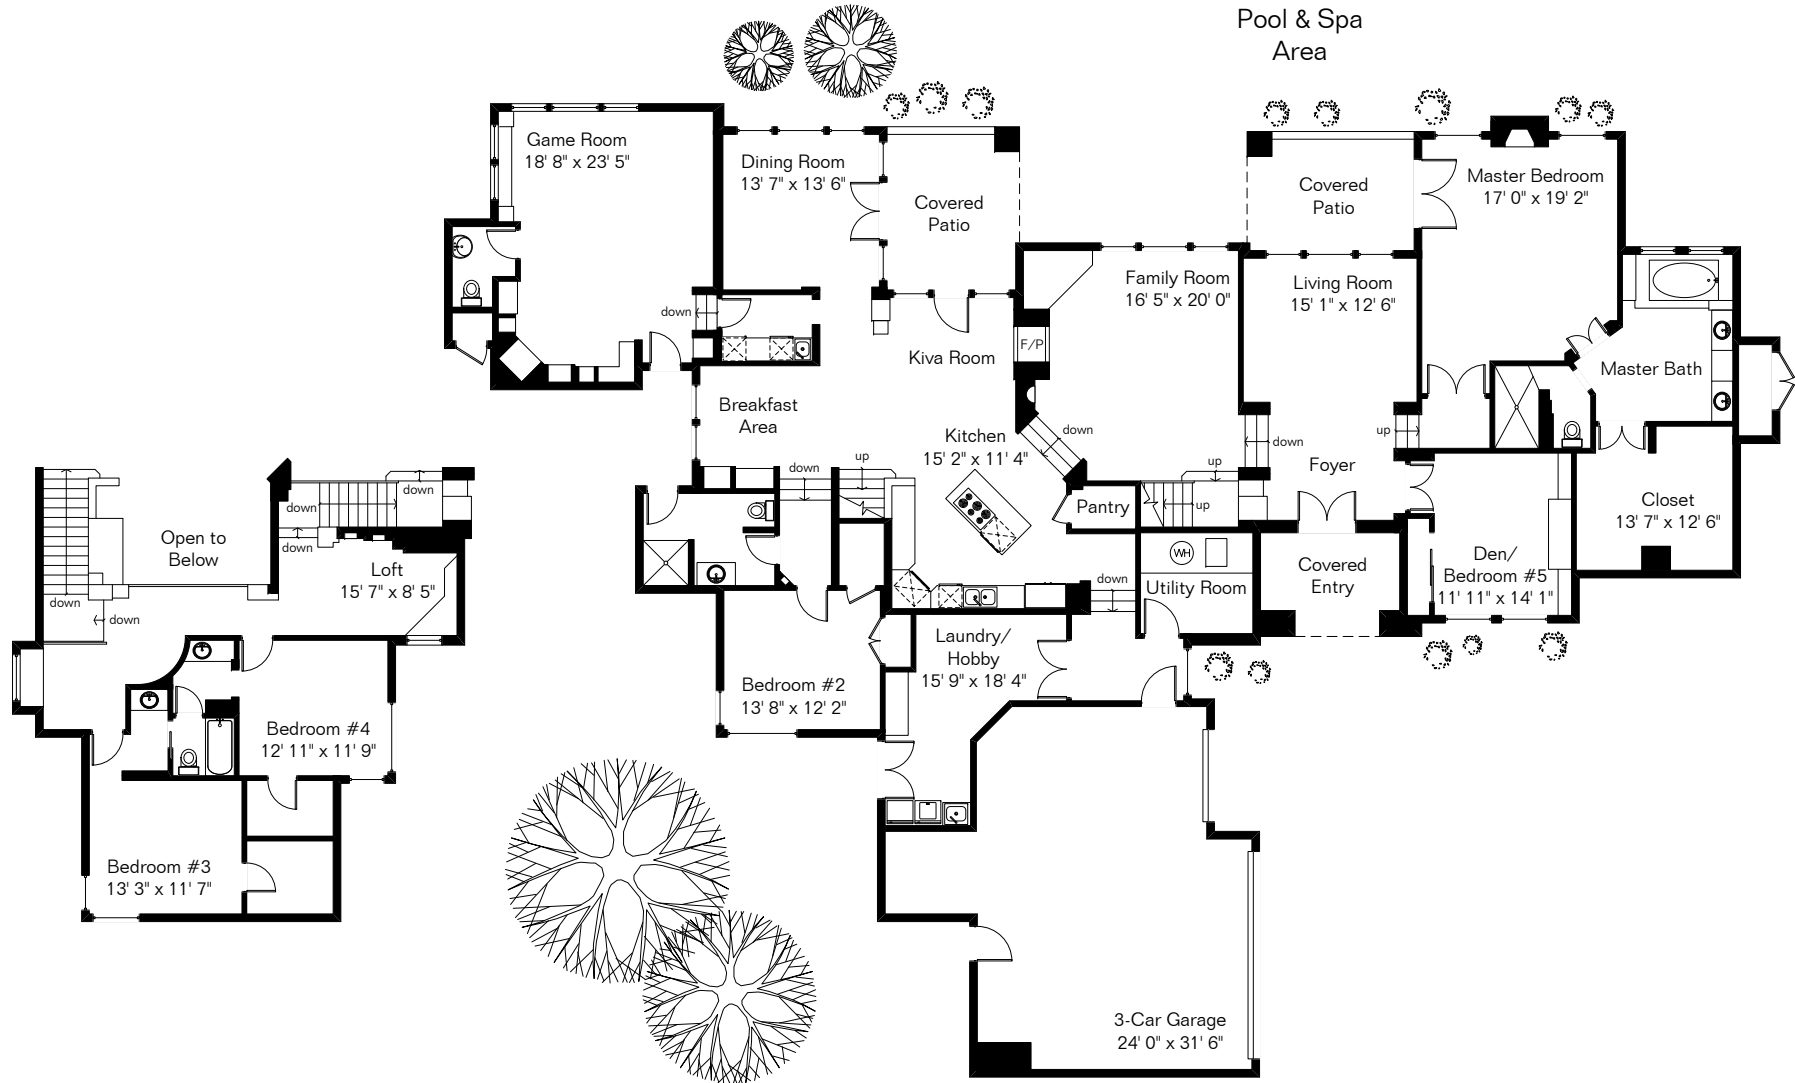 Pool & Spa
Area
Game Room
18' 8" x 23' 5"
Dining Room
13' 7" x 13' 6"
Covered
Patio
Covered
Patio
Master Bedroom
17' 0" x 19' 2"
Family Room
16' 5" x 20' 0"
Living Room
15' 1" x 12' 6"
down
F/P
Kiva Room
Master Bath
Breakfast
Area
Kitchen
15' 2" x 11' 4"
down
down
up
Foyer
up
down
up
up
Pantry
Closet
13' 7" x 12' 6"
down
down
down
Open to
Below
Loft
15' 7" x 8' 5"
down
down
WH
Utility Room
down
Covered
Entry
Den/
Bedroom #5
11' 11" x 14' 1"
Laundry/
Hobby
15' 9" x 18' 4"
Bedroom #2
13' 8" x 12' 2"
Bedroom #4
12' 11" x 11' 9"
Bedroom #3
13' 3" x 11' 7"
3-Car Garage
24' 0" x 31' 6"